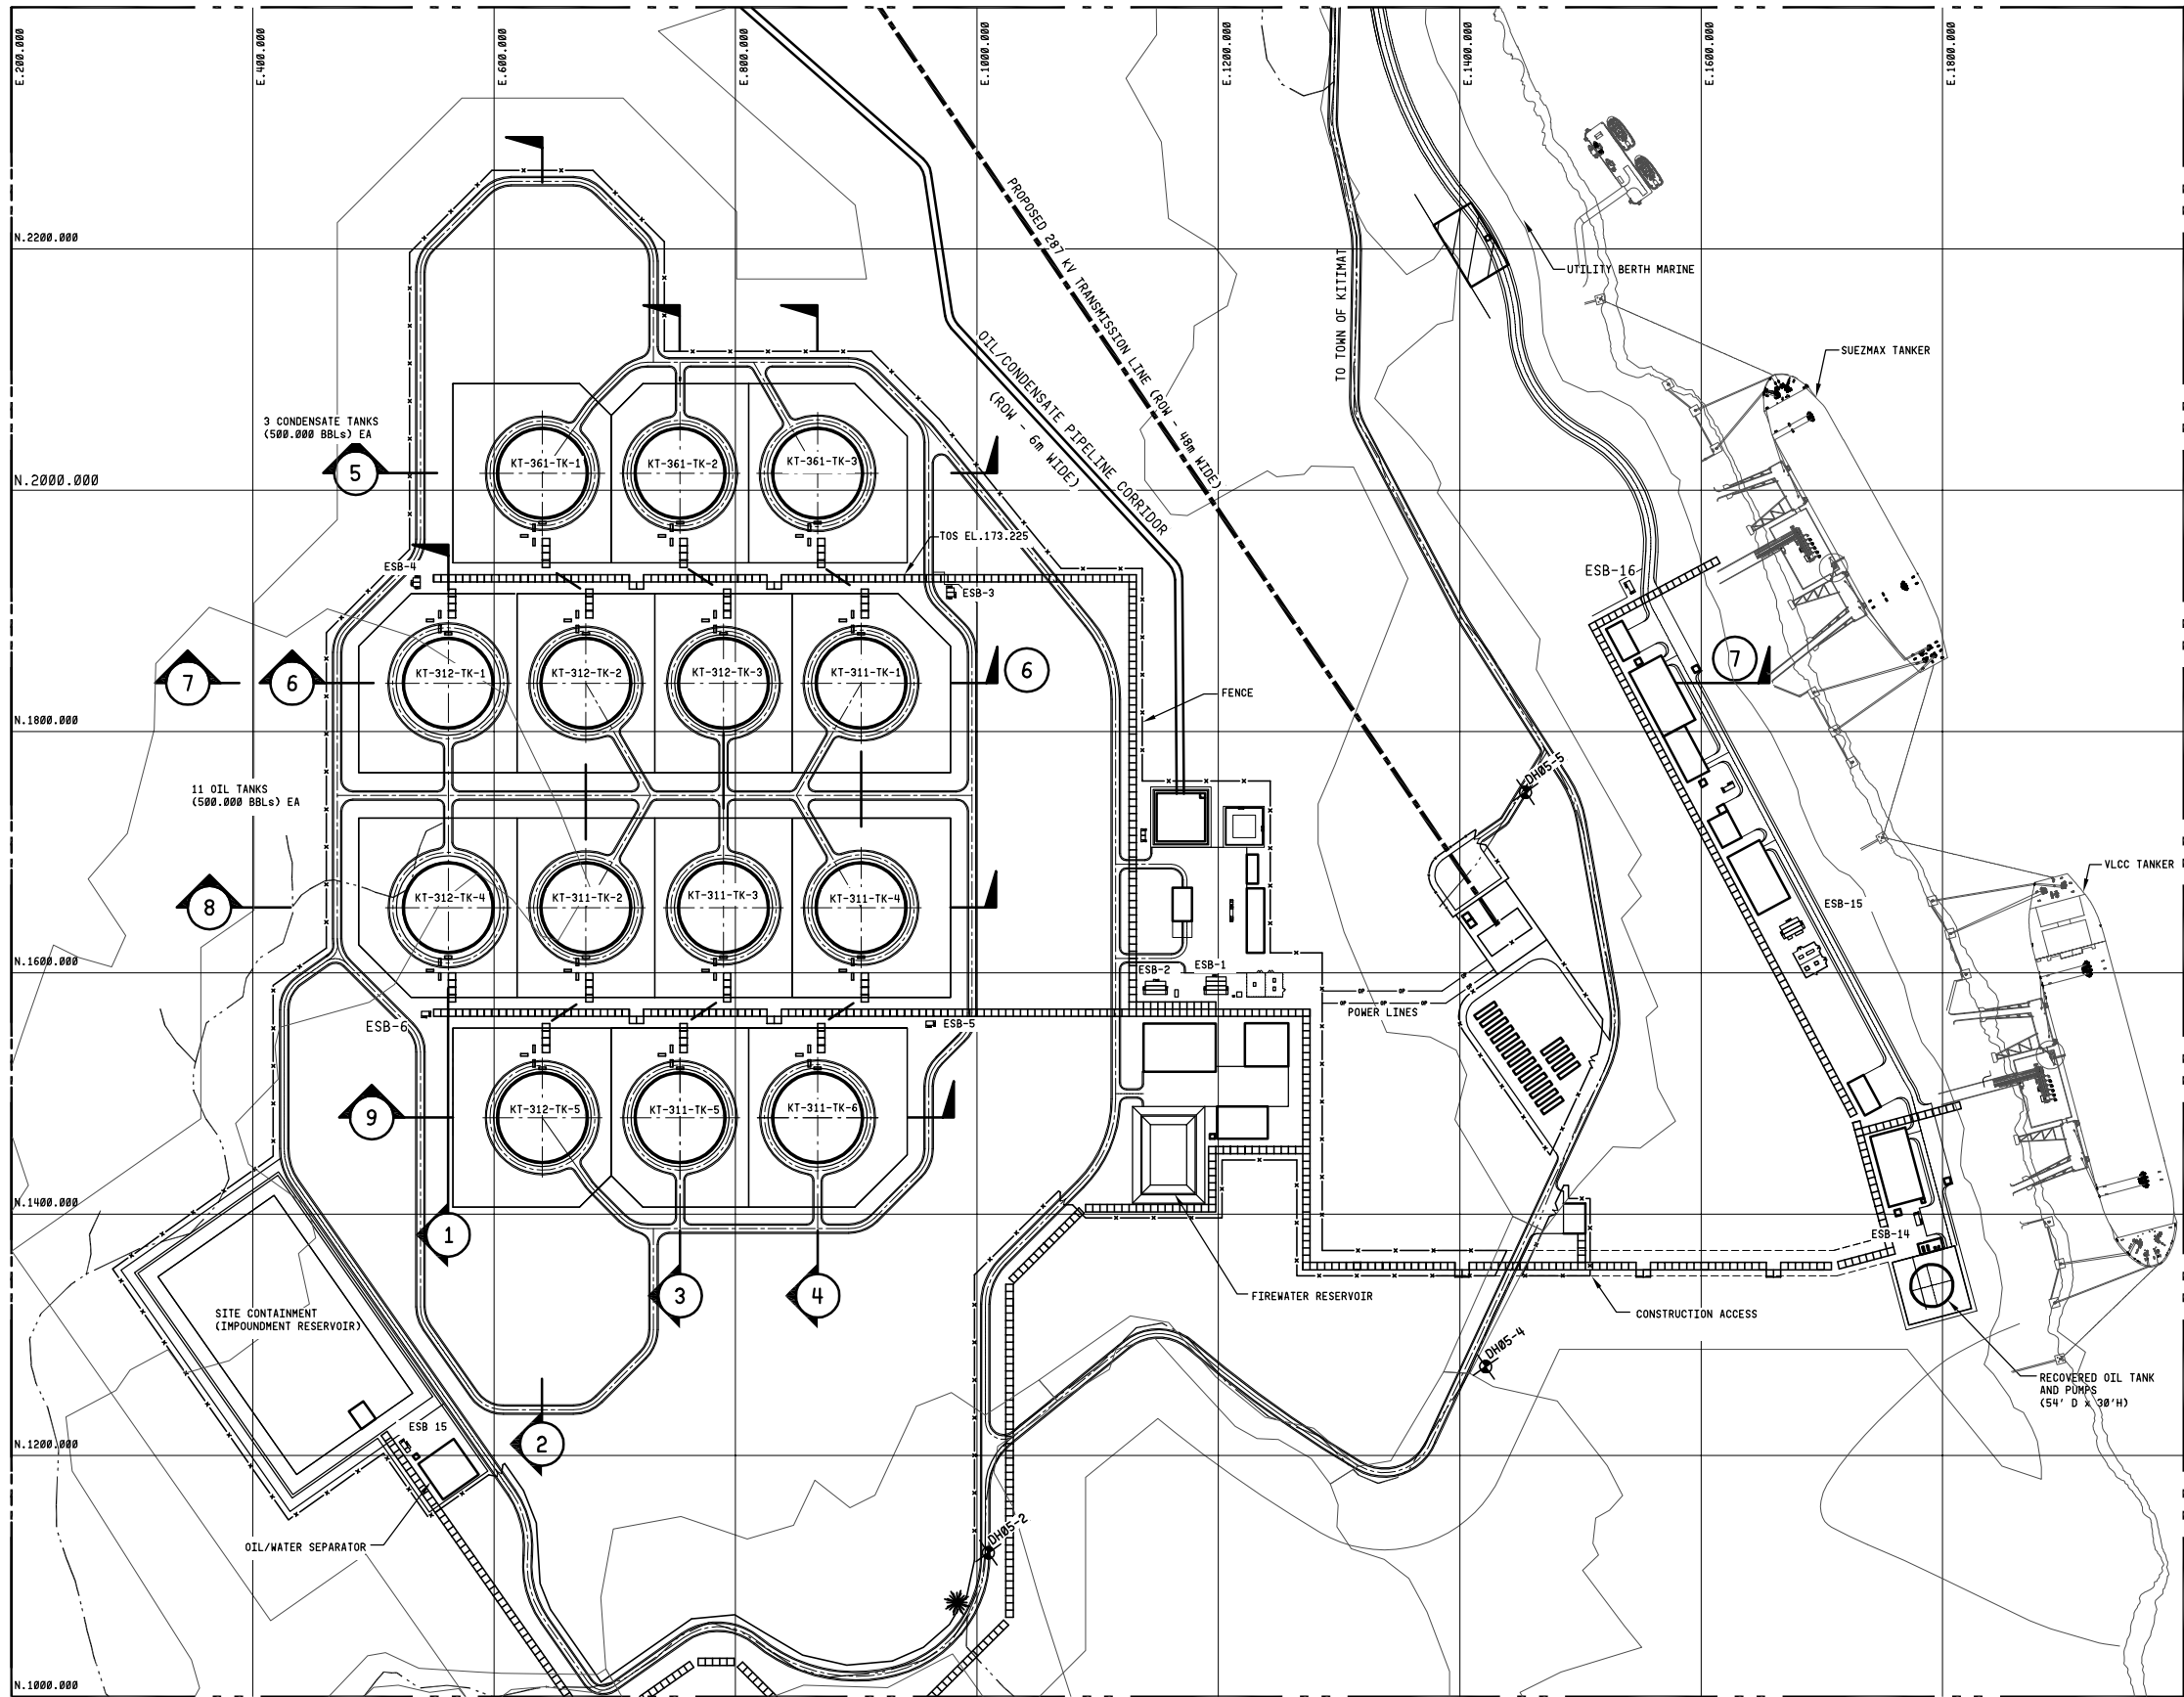 E.200.000
E.400.000
E.600.000
E.800.000
E.1000.000
E.1200.000
E.1400.000
E.1600.000
E.1800.000
N.2200.000
PROPOSED 287 KV TRANSMISSION LINE (ROW - 48m WIDE)
TO TOWN OF KITIMAT
UTILITY BERTH MARINE
SUEZMAX TANKER
OIL/CONDENSATE PIPELINE CORRIDOR
(ROW - 6m WIDE)
3 CONDENSATE TANKS
(500.000 BBLs) EA
5
KT-361-TK-1
KT-361-TK-2
KT-361-TK-3
N.2000.000
TOS EL.173.225
ESB-4
ESB-3
ESB-16
7
6
KT-312-TK-1
KT-312-TK-2
KT-312-TK-3
KT-311-TK-1
6
7
FENCE
N.1800.000
DH05-5
11 OIL TANKS
(500.000 BBLs) EA
VLCC TANKER
8
KT-312-TK-4
KT-311-TK-2
KT-311-TK-3
KT-311-TK-4
ESB-15
N.1600.000
ESB-2
ESB-1
OP OP OP
OP OP OP
POWER LINES
ESB-6
ESB-5
9
KT-312-TK-5
KT-311-TK-5
KT-311-TK-6
N.1400.000
1
ESB-14
3
4
FIREWATER RESERVOIR
CONSTRUCTION ACCESS
SITE CONTAINMENT
(IMPOUNDMENT RESERVOIR)
DH05-4
RECOVERED OIL TANK
AND PUMPS
(54' D x 30'H)
ESB 15
2
N.1200.000
DH05-2
OIL/WATER SEPARATOR
N.1000.000